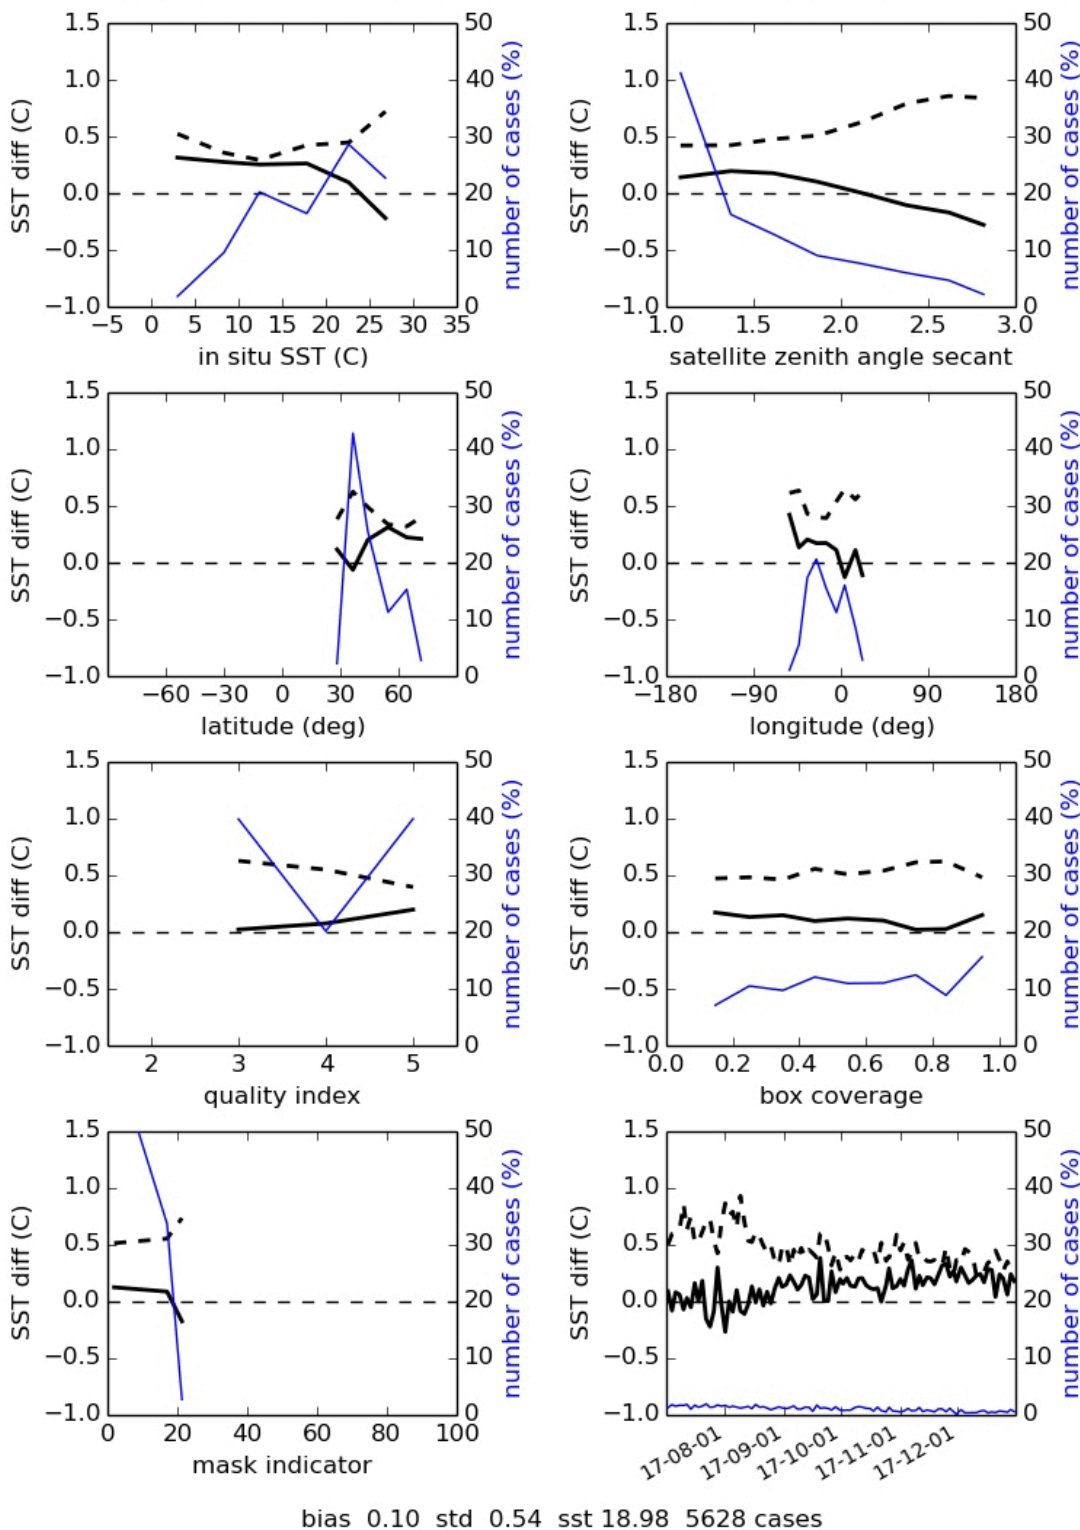 1.5 50 1.5 50
1.0 40 1.0 40
0.5 30 0.5 30
0.0 20 0.0 20
−0.5 10 −0.5 10
−1.0 0 −1.0 0
SST diff (C) number of cases (%) SST diff (C) number of cases (%)
−5 0 5 10 15 20 25 30 35 1.0 1.5 2.0 2.5 3.0
in situ SST (C) satellite zenith angle secant
1.5 50 1.5 50
1.0 40 1.0 40
0.5 30 0.5 30
0.0 20 0.0 20
−0.5 10 −0.5 10
−1.0 0 −1.0 0
SST diff (C) number of cases (%) SST diff (C) number of cases (%)
−60 −30 0 30 60 −180 −90 0 90 180
latitude (deg) longitude (deg)
1.5 50 1.5 50
1.0 40 1.0 40
0.5 30 0.5 30
0.0 20 0.0 20
−0.5 10 −0.5 10
−1.0 0 −1.0 0
SST diff (C) number of cases (%) SST diff (C) number of cases (%)
2 3 4 5 0.0 0.2 0.4 0.6 0.8 1.0
quality index box coverage
1.5 50 1.5 50
1.0 40 1.0 40
0.5 30 0.5 30
0.0 20 0.0 20
−0.5 10 −0.5 10
−1.0 0 −1.0 0
SST diff (C) number of cases (%) SST diff (C) number of cases (%)
0 20 40 60 80 100 17-08-01 17-09-01 17-10-01 17-11-01 17-12-01
mask indicator
bias 0.10 std 0.54 sst 18.98 5628 cases